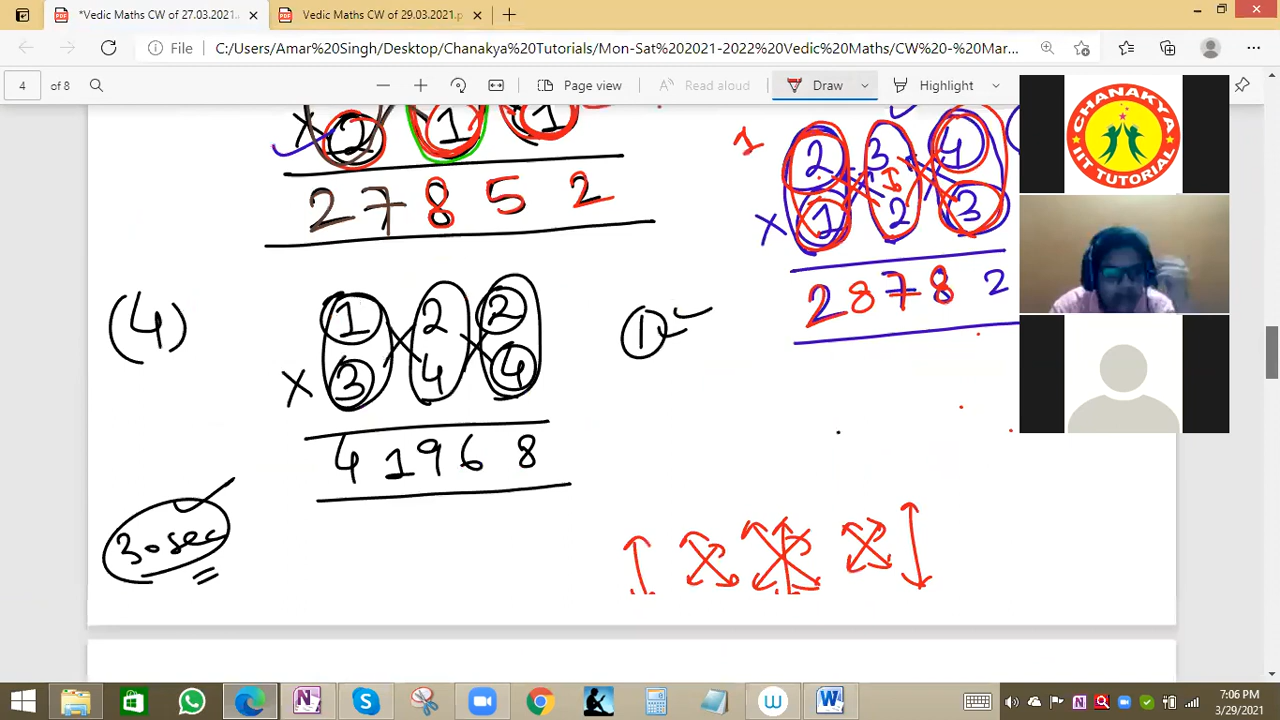 *Vedic Maths CW of 27.03.2021.
Vedic Maths CW of 29.03.2021.p
File
C:/Users/Amar%20Singh/Desktop/Chanakya%20Tutorials/Mon-Sat%202021-2022%20Vedic%20Maths/CW%20-%20Mar...
4 of 8
Page view
Read aloud
Draw
Highlight
CHANAKYA
IIT TUTORIAL
× 2 1 1
2 7 8 5 2
1
2 3 4
× 1 2 3
2 8 7 8 2
(4)
1 2 2
× 3 4 4
4 1 9 6 8
1
30 sec
7:06 PM
3/29/2021